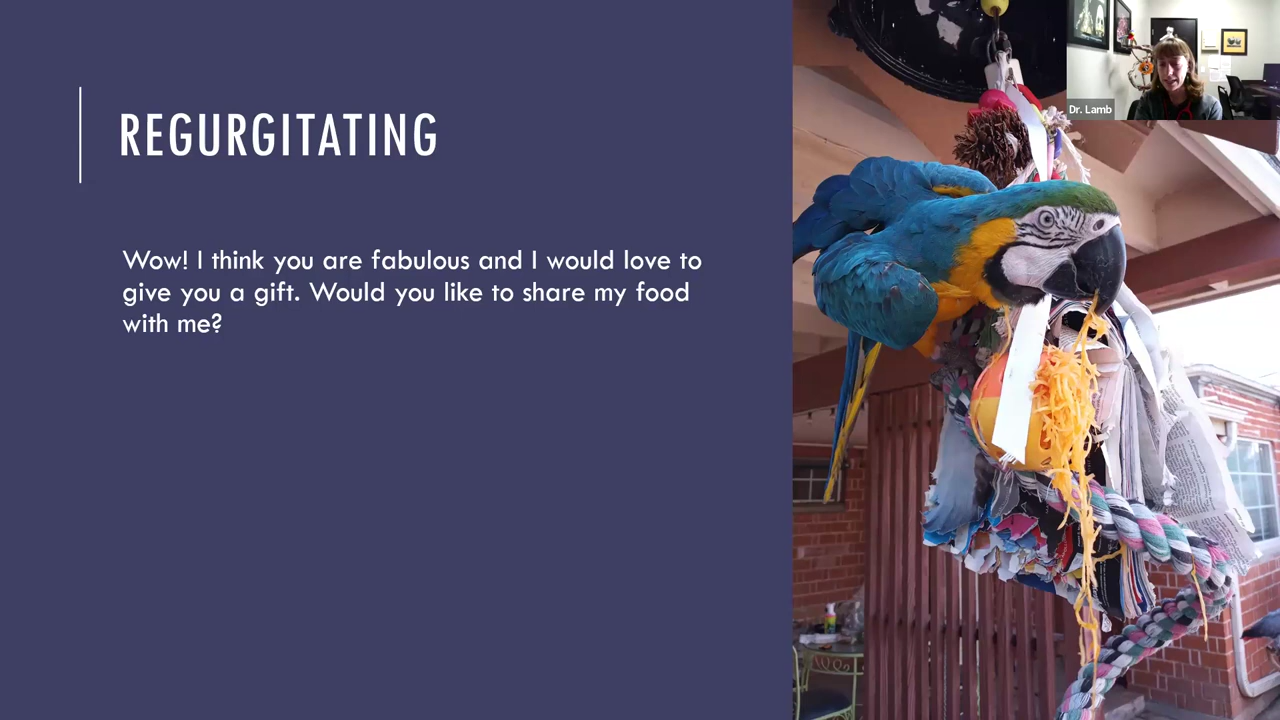 REGURGITATING
Wow! I think you are fabulous and I would love to
give you a gift. Would you like to share my food
with me?
Dr. Lamb